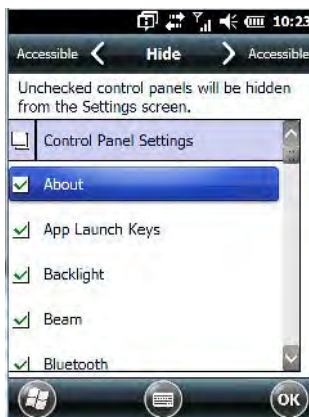 10:23
Accessible Hide Accessible
Unchecked control panels will be hidden
from the Settings screen.
Control Panel Settings
About
App Launch Keys
Backlight
Beam
Bluetooth
OK